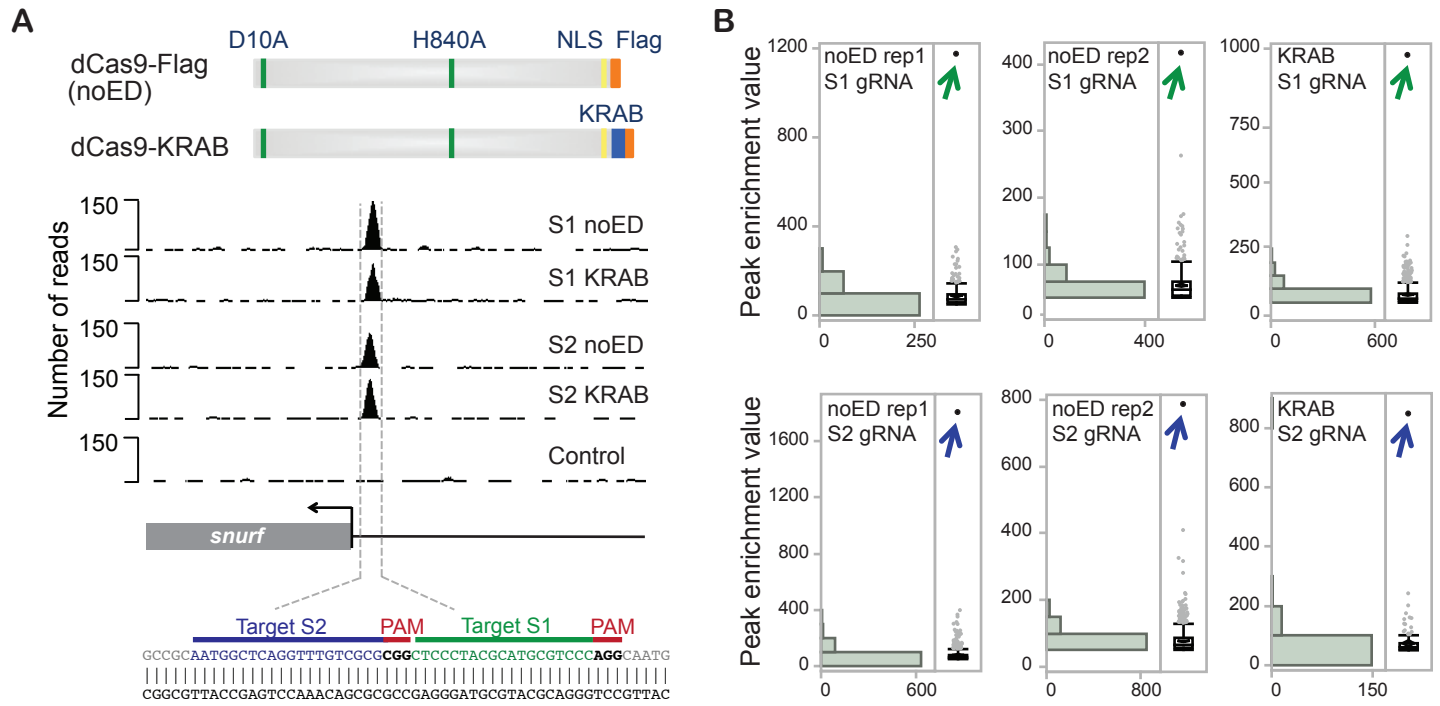 A
D10A H840A NLS Flag
dCas9-Flag
(noED)
KRAB
dCas9-KRAB
Number of reads
150
S1 noED
150
S1 KRAB
150
S2 noED
150
S2 KRAB
150
Control
snurf
Target S2 PAM Target S1 PAM
GCCGCAATGGCTCAGGTTTGTCGCGCGGCTCCCTACGCATGCGTCCCAGGCAATG
CGGCGTTACCGAGTCCAAACAGCGCGCCGAGGGATGCGTACGCAGGGTCCGTTAC
B
Peak enrichment value
1200
800
400
0
0 250
noED rep1
S1 gRNA
400
300
200
100
0
0 400
noED rep2
S1 gRNA
1000
750
500
250
0
0 600
KRAB
S1 gRNA
Peak enrichment value
1600
1200
800
400
0
0 600
noED rep1
S2 gRNA
800
600
400
200
0
0 800
noED rep2
S2 gRNA
800
600
400
200
0
0 150
KRAB
S2 gRNA